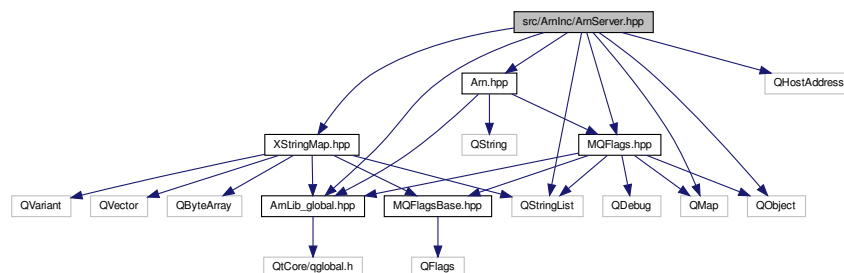 src/ArnInc/ArnServer.hpp
Arn.hpp
QHostAddress
XStringMap.hpp
QString
MQFlags.hpp
QVariant
QVector
QByteArray
ArnLib_global.hpp
MQFlagsBase.hpp
QStringList
QDebug
QMap
QObject
QtCore/qglobal.h
QFlags